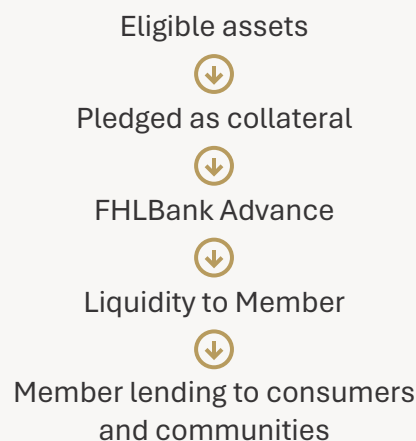 Eligible assets
Pledged as collateral
FHLBank Advance
Liquidity to Member
Member lending to consumers
and communities